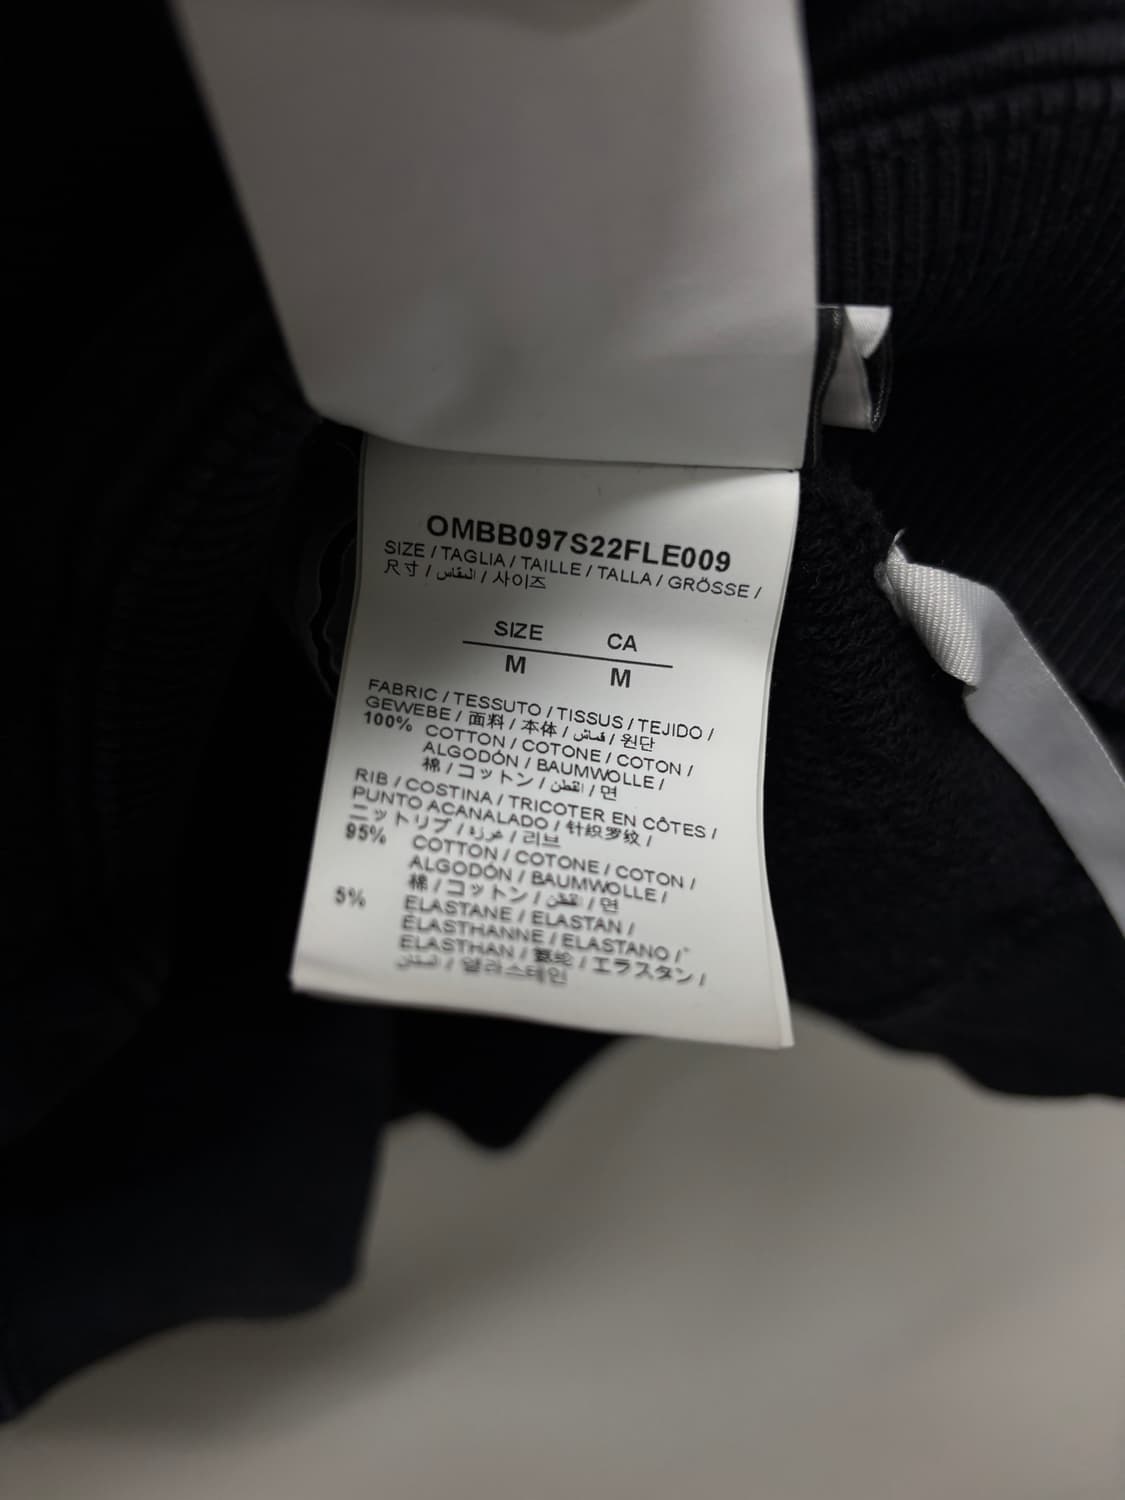 OMBB097S22FLE009
SIZE / TAGLIA / TAILLE / TALLA / GRÖSSE /
尺寸 / المقاس / 사이즈
SIZE CA
M M
FABRIC / TESSUTO / TISSUS / TEJIDO /
GEWEBE / 面料 / 本体 / قماش / 원단
100% COTTON / COTONE / COTON /
ALGODÓN / BAUMWOLLE /
棉 / コットン / القطن / 면
RIB / COSTINA / TRICOTER EN CÔTES /
PUNTO ACANALADO / 针织罗纹 /
ニットリブ / غرزة / 리브
95% COTTON / COTONE / COTON /
ALGODÓN / BAUMWOLLE /
棉 / コットン / القطن / 면
5% ELASTANE / ELASTAN /
ELASTHANNE / ELASTANO /
ELASTHAN / 氨纶 / エラスタン /
/ 엘라스테인